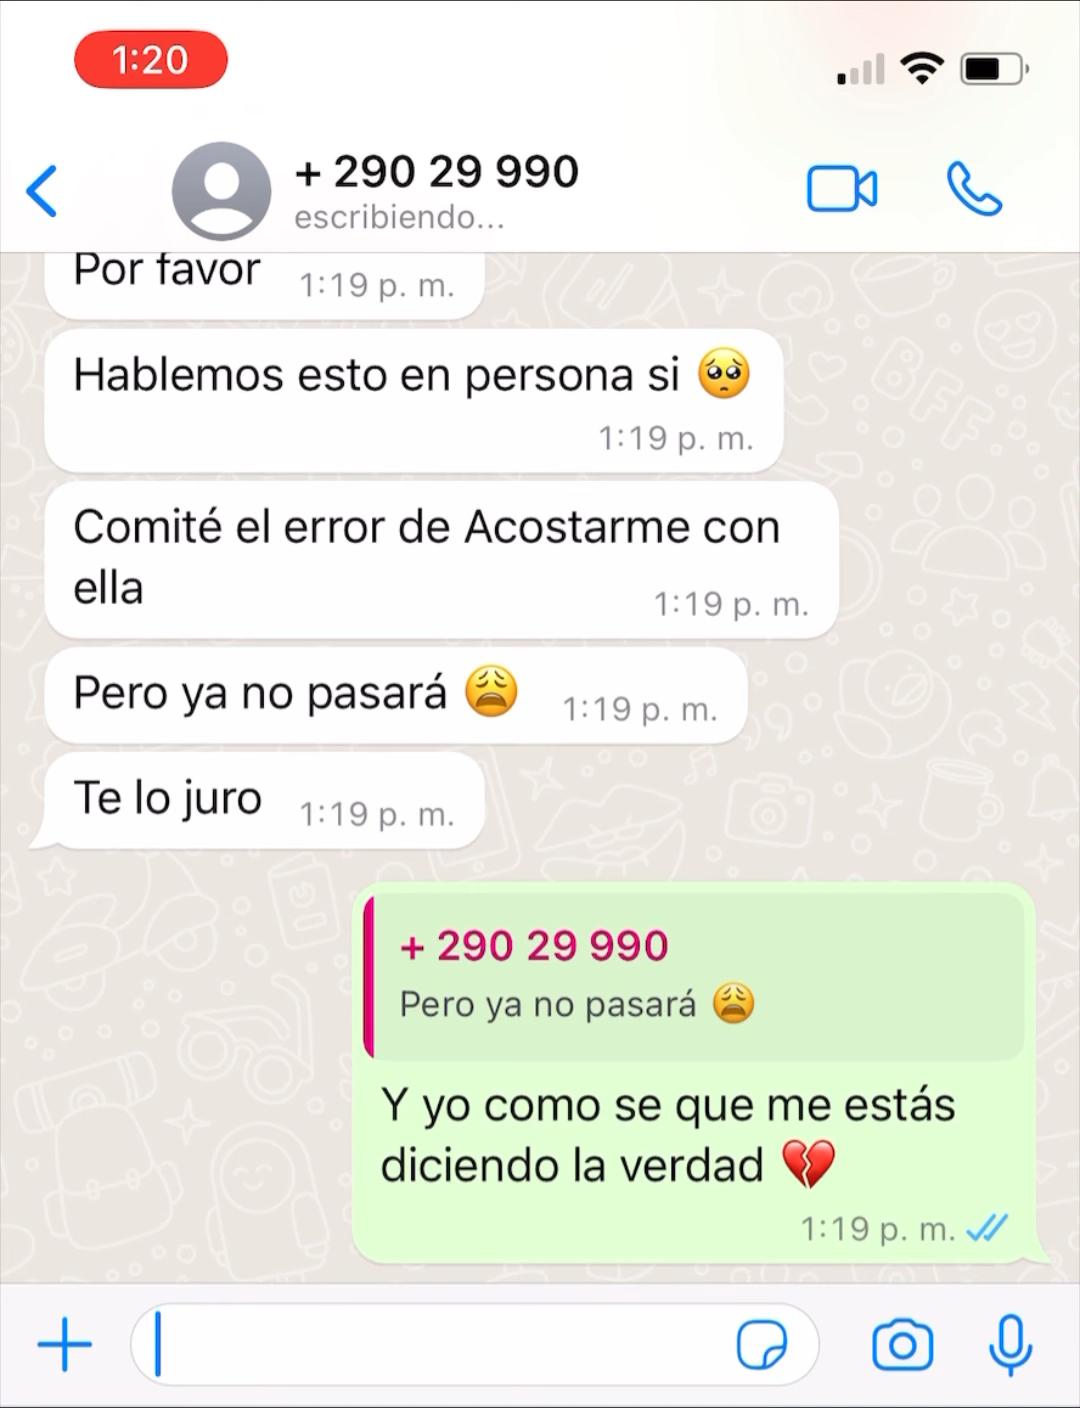 1:20
+ 290 29 990
escribiendo...
Por favor 1:19 p. m.
Hablemos esto en persona si 🥺
1:19 p. m.
Comité el error de Acostarme con
ella 1:19 p. m.
Pero ya no pasará 😩 1:19 p. m.
Te lo juro 1:19 p. m.
+ 290 29 990
Pero ya no pasará 😩
Y yo como se que me estás
diciendo la verdad 💔
1:19 p. m.